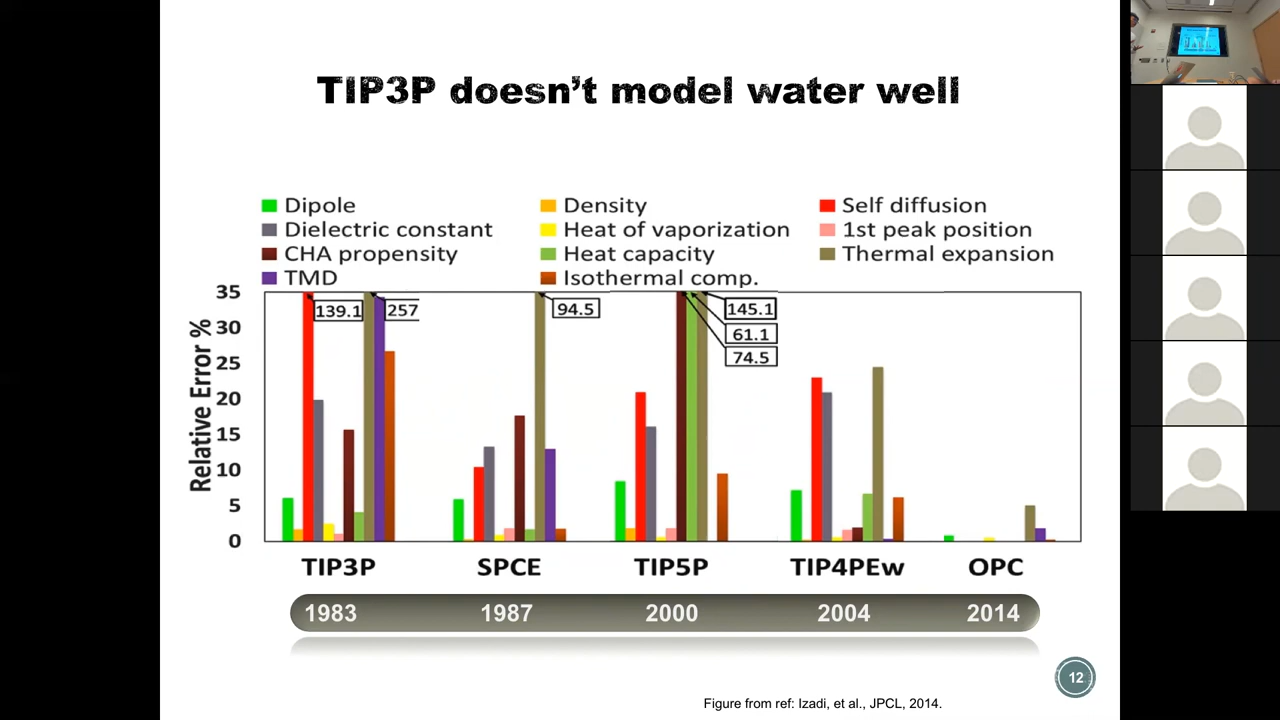 TIP3P doesn't model water well
Dipole Density Self diffusion
Dielectric constant Heat of vaporization 1st peak position
CHA propensity Heat capacity Thermal expansion
TMD Isothermal comp.
Relative Error %
35
30
25
20
15
10
5
0
139.1 257 94.5 145.1
61.1
74.5
TIP3P SPCE TIP5P TIP4PEw OPC
1983 1987 2000 2004 2014
12
Figure from ref: Izadi, et al., JPCL, 2014.